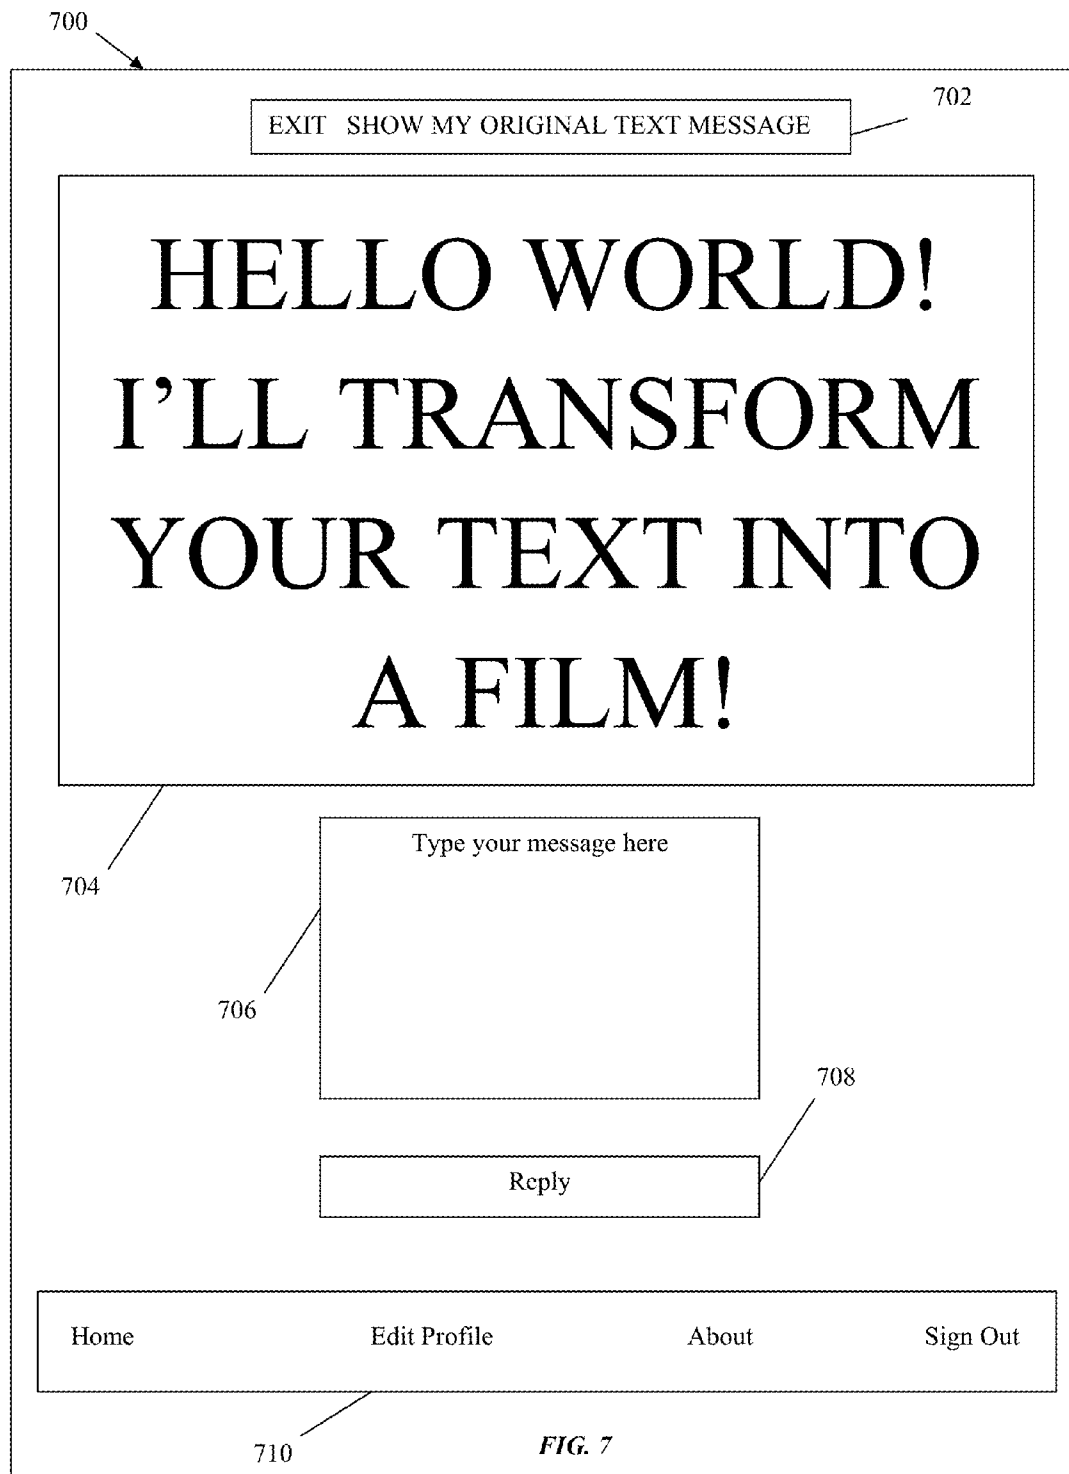 700
702
EXIT SHOW MY ORIGINAL TEXT MESSAGE
HELLO WORLD!
I’LL TRANSFORM
YOUR TEXT INTO
A FILM!
704
Type your message here
706
708
Reply
Home Edit Profile About Sign Out
710
FIG. 7